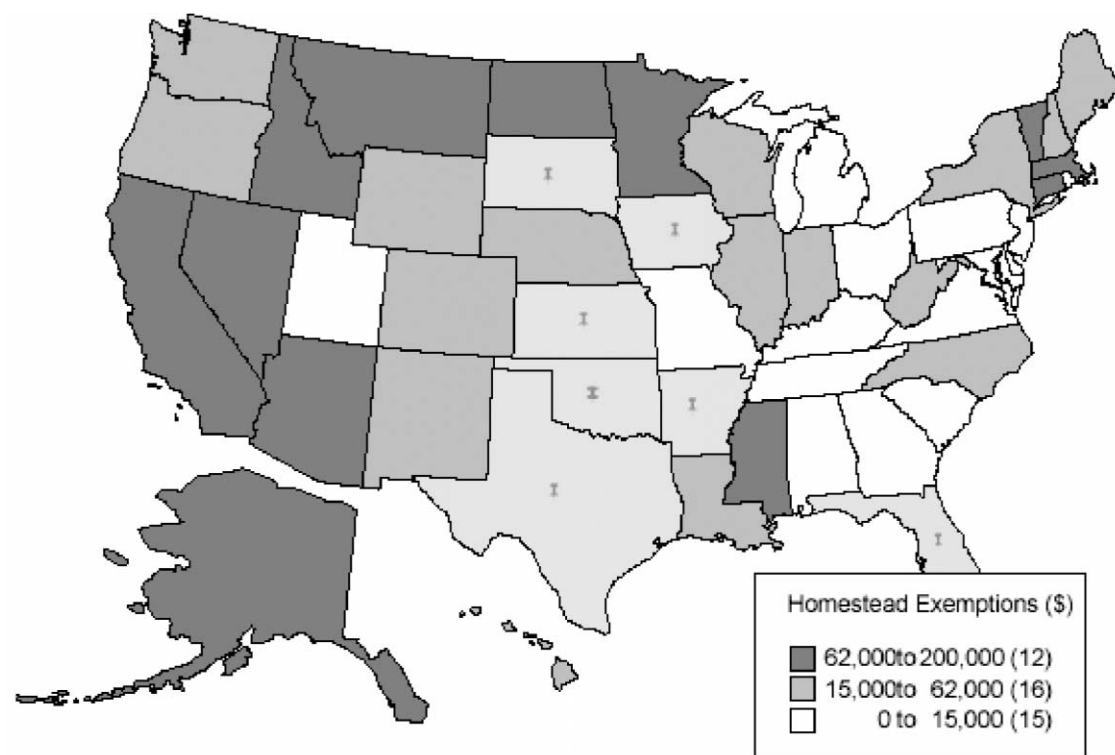 I
I
I
I
I
I
I
Homestead Exemptions ($)
62,000to 200,000 (12)
15,000to 62,000 (16)
0 to 15,000 (15)